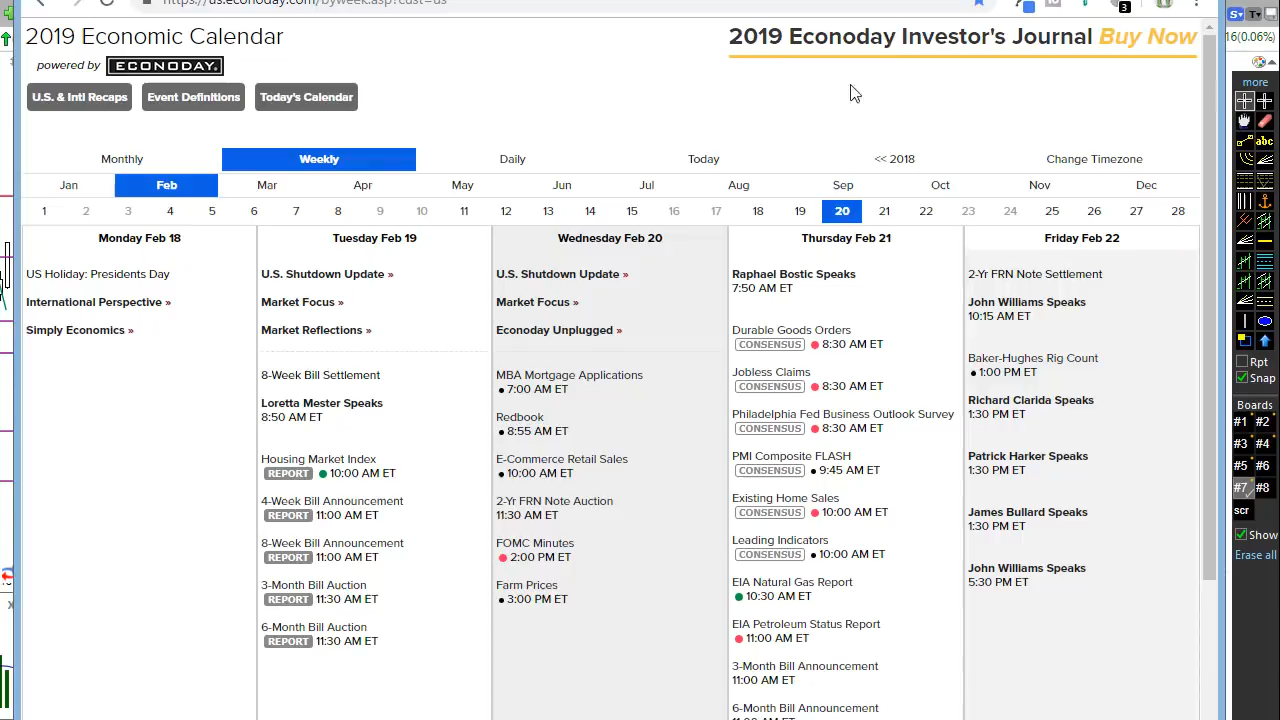 https://us.econoday.com/byweek.asp?cust=us
3
2019 Economic Calendar
2019 Econoday Investor's Journal Buy Now
powered by ECONODAY.
U.S. & Intl Recaps
Event Definitions
Today's Calendar
Monthly
Weekly
Daily
Today
<< 2018
Change Timezone
Jan Feb Mar Apr May Jun Jul Aug Sep Oct Nov Dec
1 2 3 4 5 6 7 8 9 10 11 12 13 14 15 16 17 18 19 20 21 22 23 24 25 26 27 28
Monday Feb 18
US Holiday: Presidents Day
International Perspective »
Simply Economics »
Tuesday Feb 19
U.S. Shutdown Update »
Market Focus »
Market Reflections »
8-Week Bill Settlement
Loretta Mester Speaks
8:50 AM ET
Housing Market Index
REPORT 10:00 AM ET
4-Week Bill Announcement
REPORT 11:00 AM ET
8-Week Bill Announcement
REPORT 11:00 AM ET
3-Month Bill Auction
REPORT 11:30 AM ET
6-Month Bill Auction
REPORT 11:30 AM ET
Wednesday Feb 20
U.S. Shutdown Update »
Market Focus »
Econoday Unplugged »
MBA Mortgage Applications
7:00 AM ET
Redbook
8:55 AM ET
E-Commerce Retail Sales
10:00 AM ET
2-Yr FRN Note Auction
11:30 AM ET
FOMC Minutes
2:00 PM ET
Farm Prices
3:00 PM ET
Thursday Feb 21
Raphael Bostic Speaks
7:50 AM ET
Durable Goods Orders
CONSENSUS 8:30 AM ET
Jobless Claims
CONSENSUS 8:30 AM ET
Philadelphia Fed Business Outlook Survey
CONSENSUS 8:30 AM ET
PMI Composite FLASH
CONSENSUS 9:45 AM ET
Existing Home Sales
CONSENSUS 10:00 AM ET
Leading Indicators
CONSENSUS 10:00 AM ET
EIA Natural Gas Report
10:30 AM ET
EIA Petroleum Status Report
11:00 AM ET
3-Month Bill Announcement
11:00 AM ET
6-Month Bill Announcement
Friday Feb 22
2-Yr FRN Note Settlement
John Williams Speaks
10:15 AM ET
Baker-Hughes Rig Count
1:00 PM ET
Richard Clarida Speaks
1:30 PM ET
Patrick Harker Speaks
1:30 PM ET
James Bullard Speaks
1:30 PM ET
John Williams Speaks
5:30 PM ET
S
T
16(0.06%)
more
abc
Rpt
Snap
Boards
#1 #2
#3 #4
#5 #6
#7 #8
scr
Show
Erase all